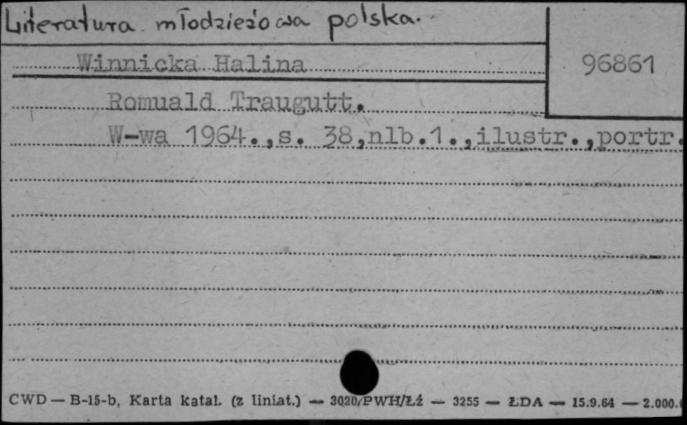 Literatura młodzieżowa polska.
Winnicka Halina
96861
Romuald Traugutt.
W-wa 1964.,s. 38,nlb.1.,ilustr.,portr.
CWD — B-15-b, Karta katal. (z liniat.) — 3020/PWH/Łź — 3255 — ŁDA — 15.9.64 — 2.000.